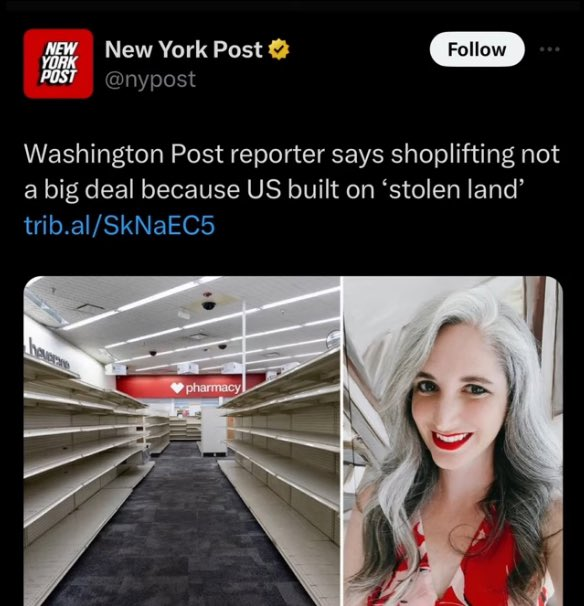 NEW
YORK
POST
New York Post
@nypost
Follow
Washington Post reporter says shoplifting not
a big deal because US built on ‘stolen land’
trib.al/SkNaEC5
beverage
pharmacy